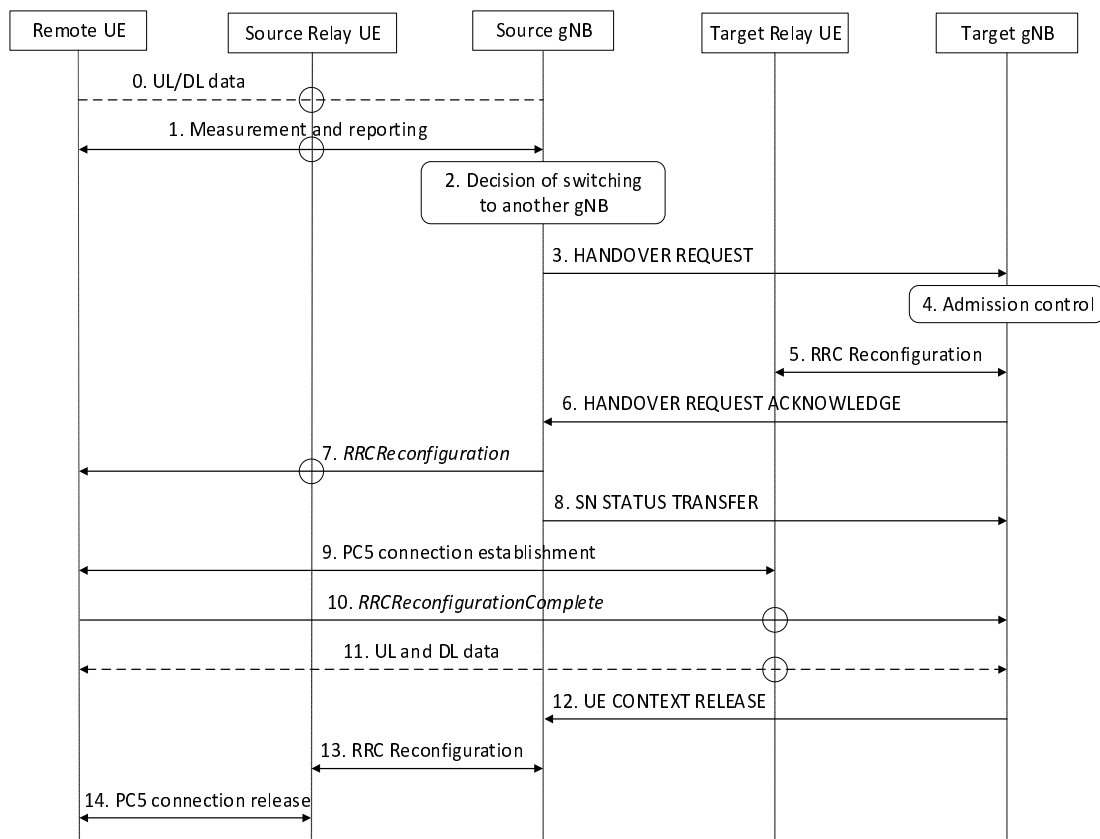 Remote UE
Source Relay UE
Source gNB
Target Relay UE
Target gNB
0. UL/DL data
1. Measurement and reporting
2. Decision of switching
to another gNB
3. HANDOVER REQUEST
4. Admission control
5. RRC Reconfiguration
6. HANDOVER REQUEST ACKNOWLEDGE
7. RRCReconfiguration
8. SN STATUS TRANSFER
9. PC5 connection establishment
10. RRCReconfigurationComplete
11. UL and DL data
12. UE CONTEXT RELEASE
13. RRC Reconfiguration
14. PC5 connection release